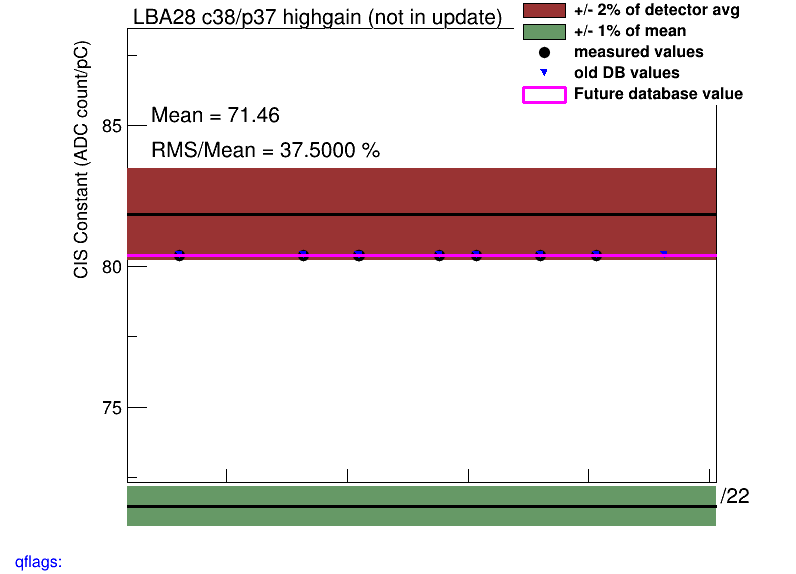 LBA28 c38/p37 highgain (not in update)
+/- 2% of detector avg
+/- 1% of mean
measured values
old DB values
Future database value
CIS Constant (ADC count/pC)
Mean = 71.46
RMS/Mean = 37.5000 %
85
80
75
/22
qflags: